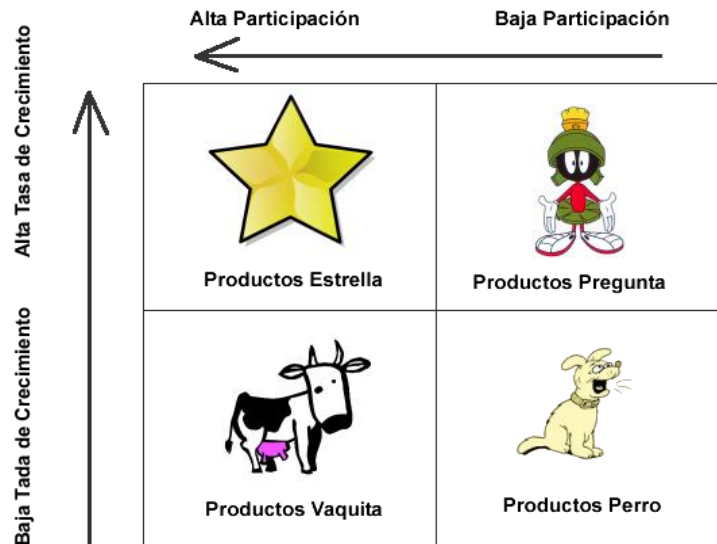 Alta Participación
Baja Participación
Alta Tasa de Crecimiento
Productos Estrella
Productos Pregunta
Baja Tada de Crecimiento
Productos Vaquita
Productos Perro